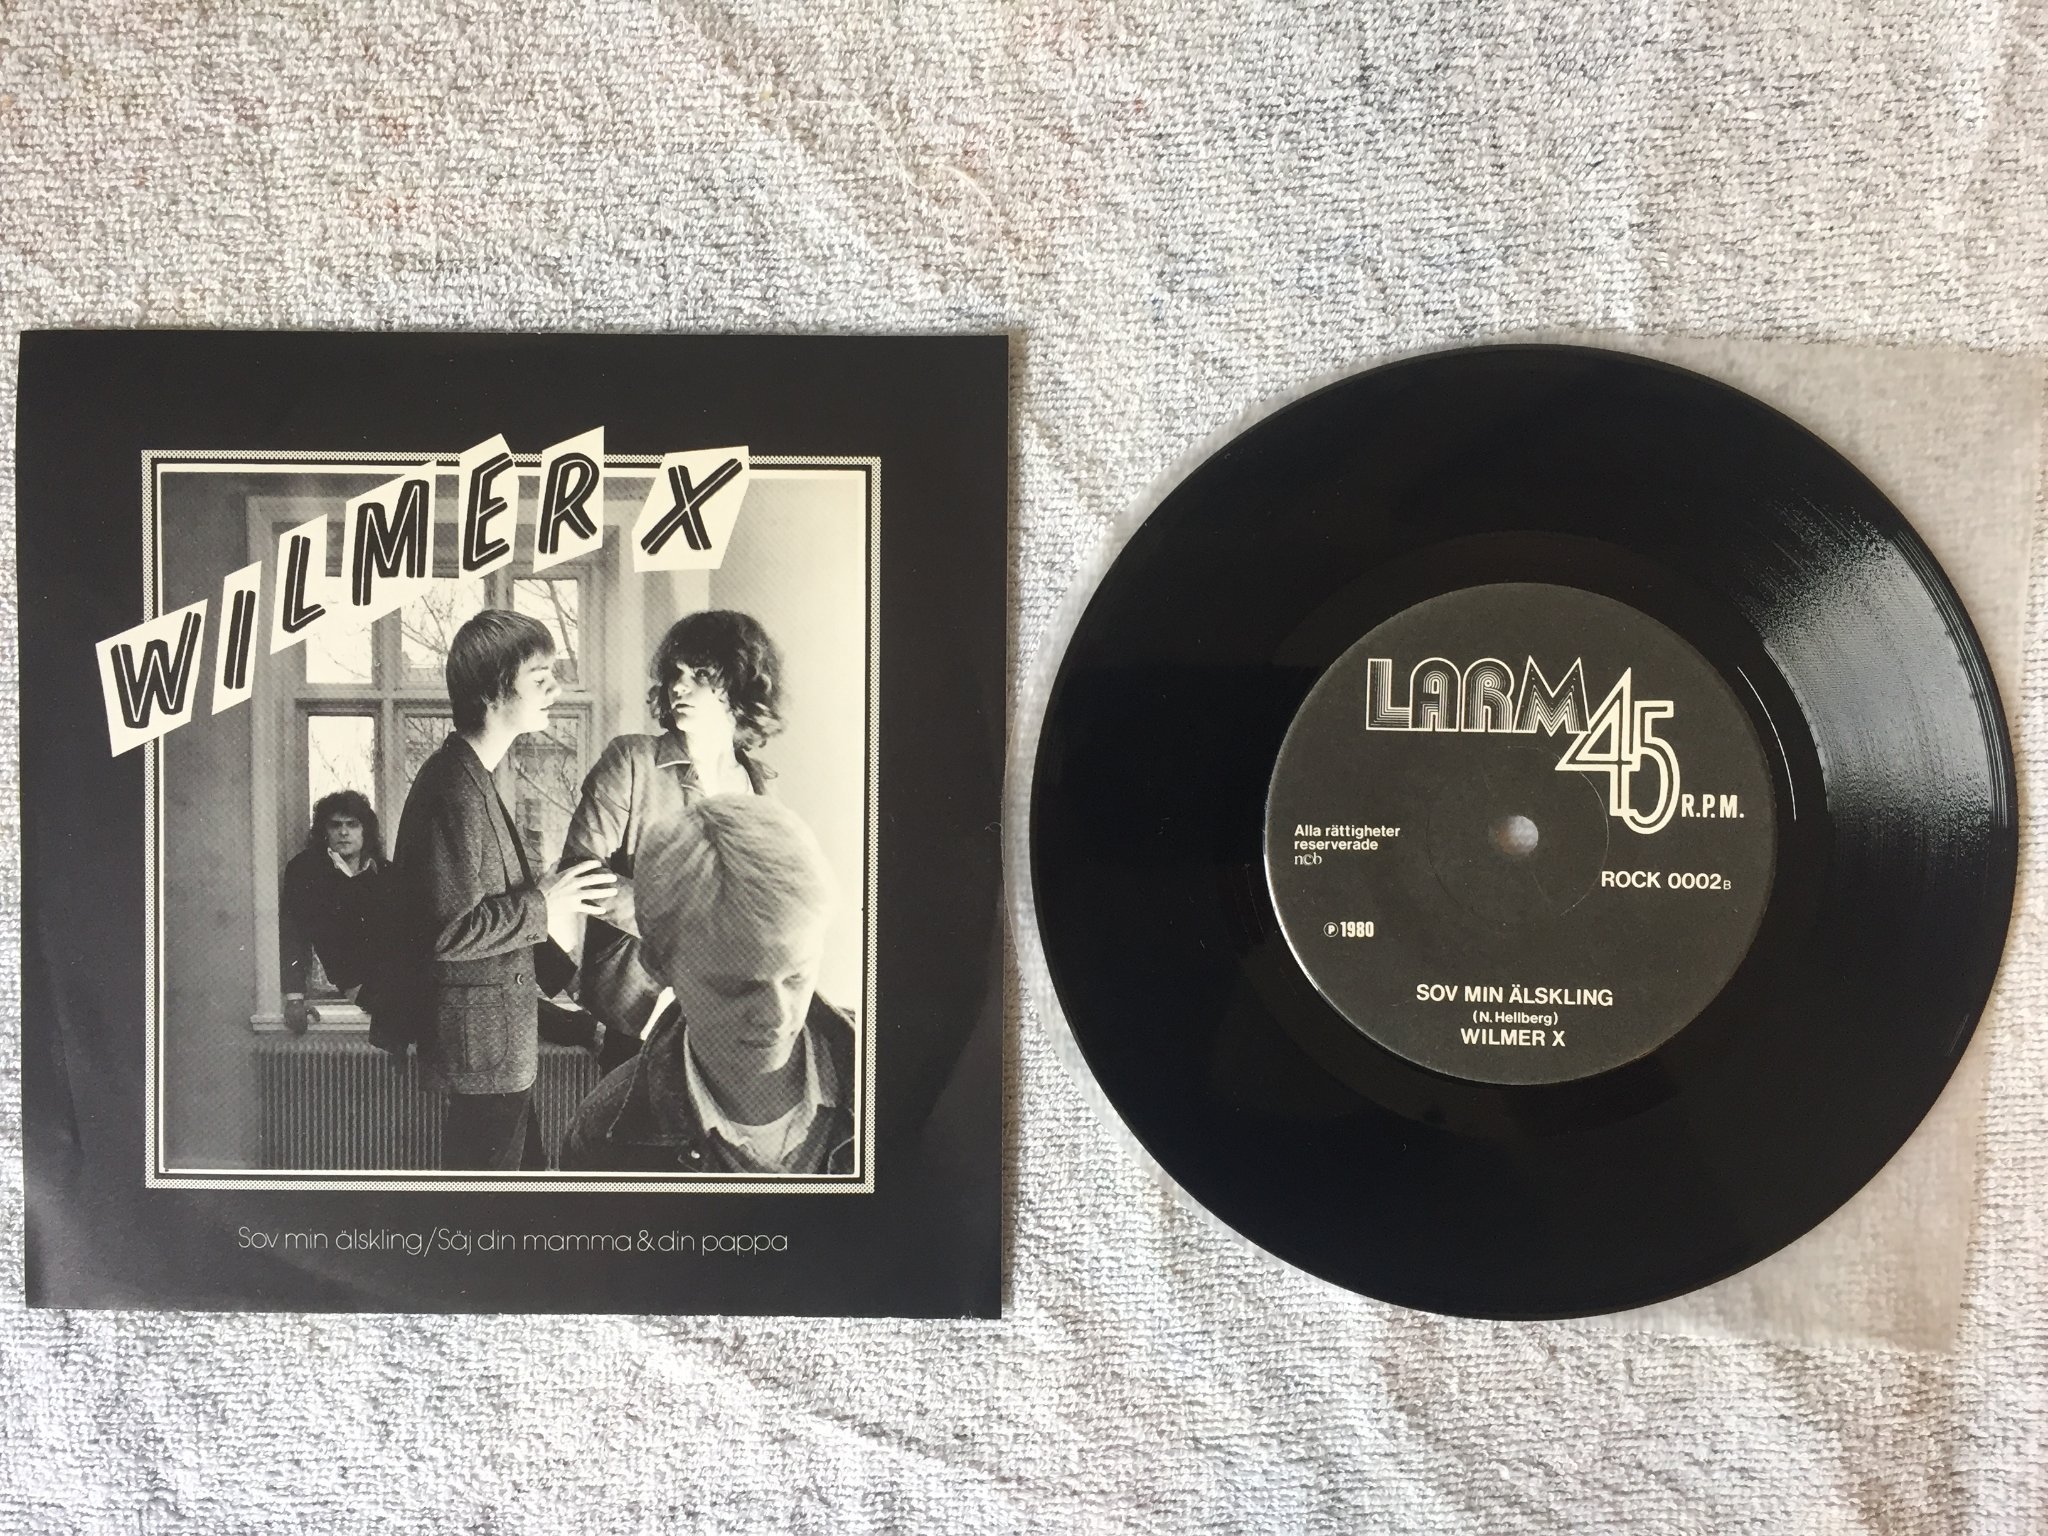 WILMER X
Sov min älskling/Säj din mamma & din pappa
LARM 45 R.P.M.
Alla rättigheter
reserverade
ncb
ROCK 0002 B
℗ 1980
SOV MIN ÄLSKLING
(N. Hellberg)
WILMER X